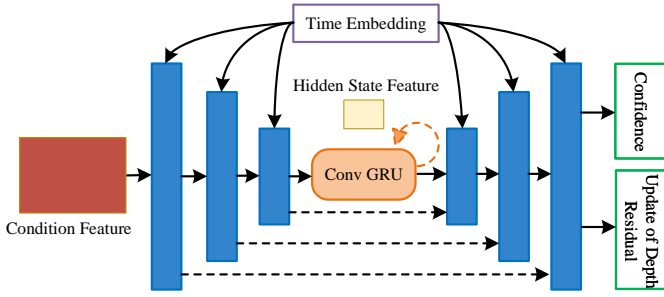 Time Embedding
Hidden State Feature
Conv GRU
Condition Feature
Confidence
Update of Depth
Residual